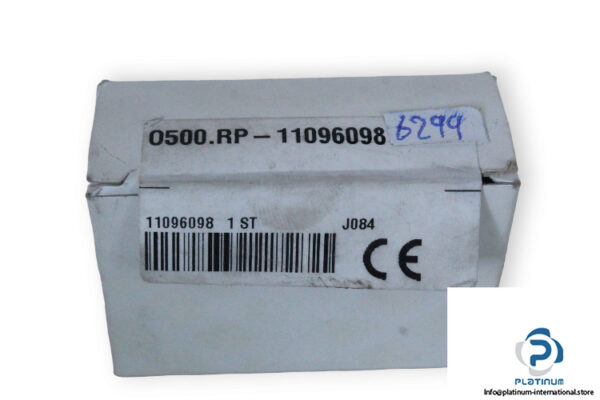 0500.RP-11096098
6299
11096098 1 ST J084
CE
PLATINUM
Info@platinum-international.store